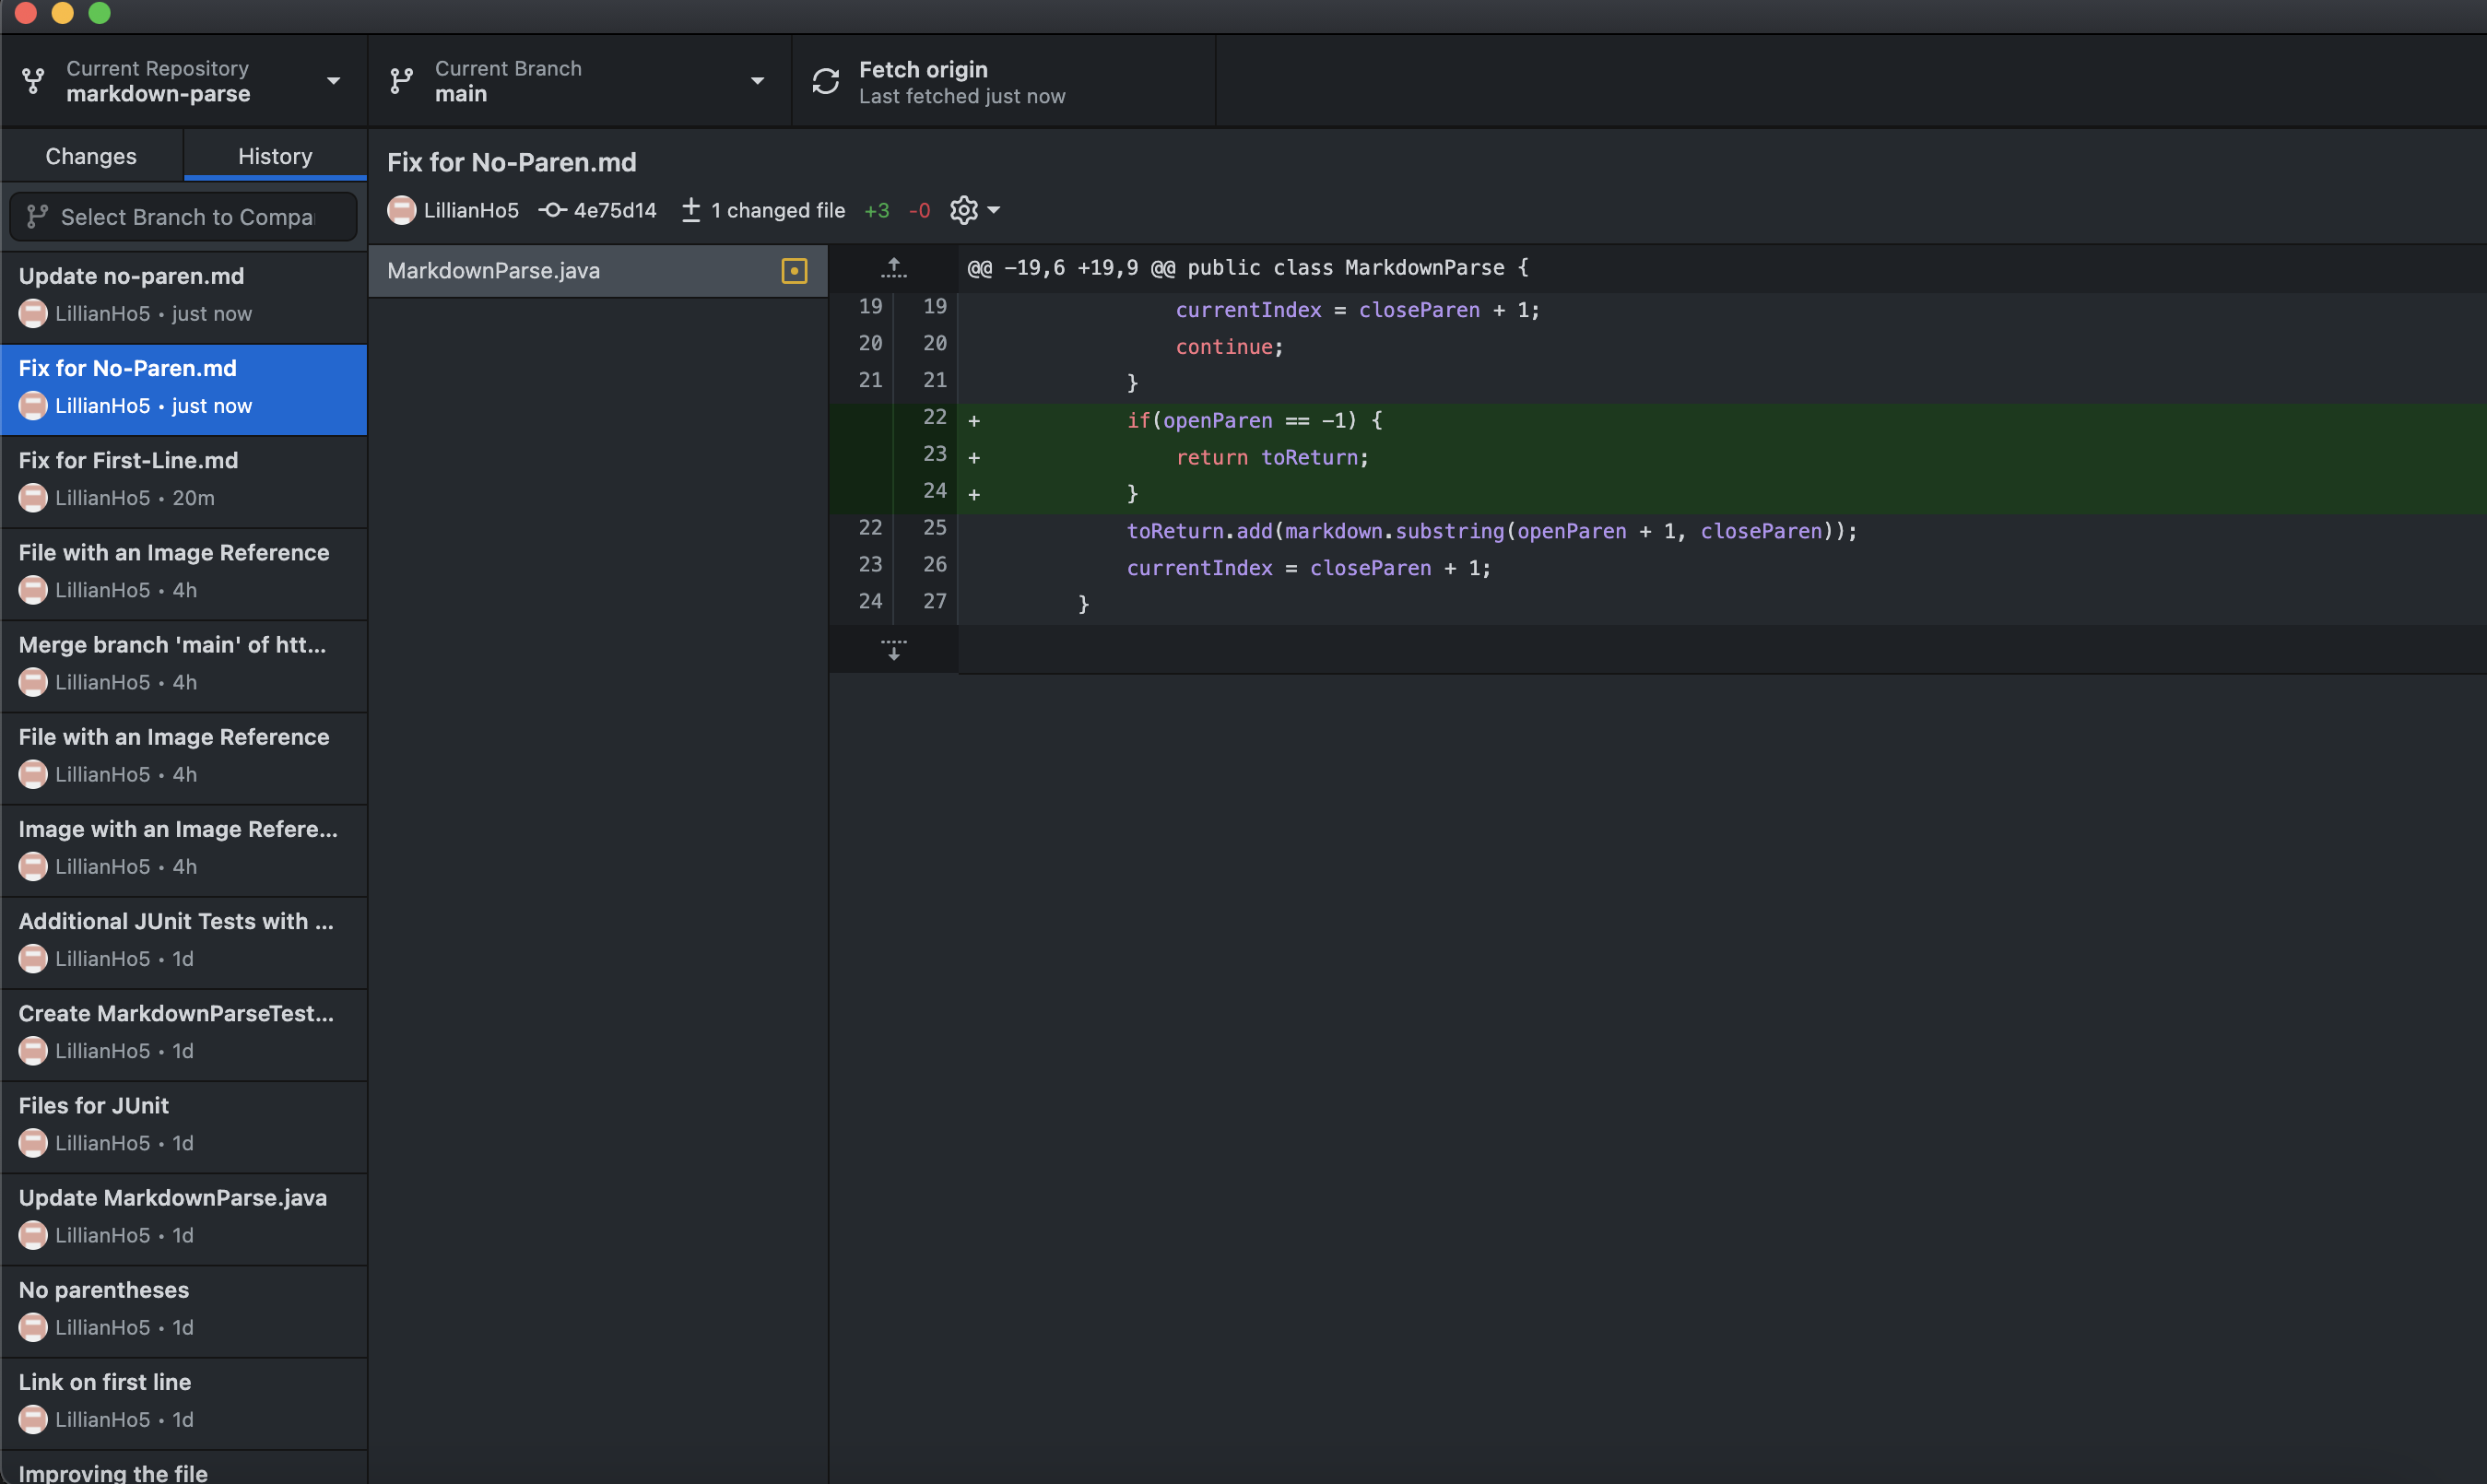 Current Repository
markdown-parse
Current Branch
main
Fetch origin
Last fetched just now
Changes
History
Select Branch to Compa
Update no-paren.md
LillianHo5 • just now
Fix for No-Paren.md
LillianHo5 • just now
Fix for First-Line.md
LillianHo5 • 20m
File with an Image Reference
LillianHo5 • 4h
Merge branch 'main' of htt...
LillianHo5 • 4h
File with an Image Reference
LillianHo5 • 4h
Image with an Image Refere...
LillianHo5 • 4h
Additional JUnit Tests with ...
LillianHo5 • 1d
Create MarkdownParseTest...
LillianHo5 • 1d
Files for JUnit
LillianHo5 • 1d
Update MarkdownParse.java
LillianHo5 • 1d
No parentheses
LillianHo5 • 1d
Link on first line
LillianHo5 • 1d
Improving the file
Fix for No-Paren.md
LillianHo5 4e75d14 1 changed file +3 -0
MarkdownParse.java
@@ -19,6 +19,9 @@ public class MarkdownParse {
19 19 currentIndex = closeParen + 1;
20 20 continue;
21 21 }
22 + if(openParen == -1) {
23 + return toReturn;
24 + }
22 25 toReturn.add(markdown.substring(openParen + 1, closeParen));
23 26 currentIndex = closeParen + 1;
24 27 }